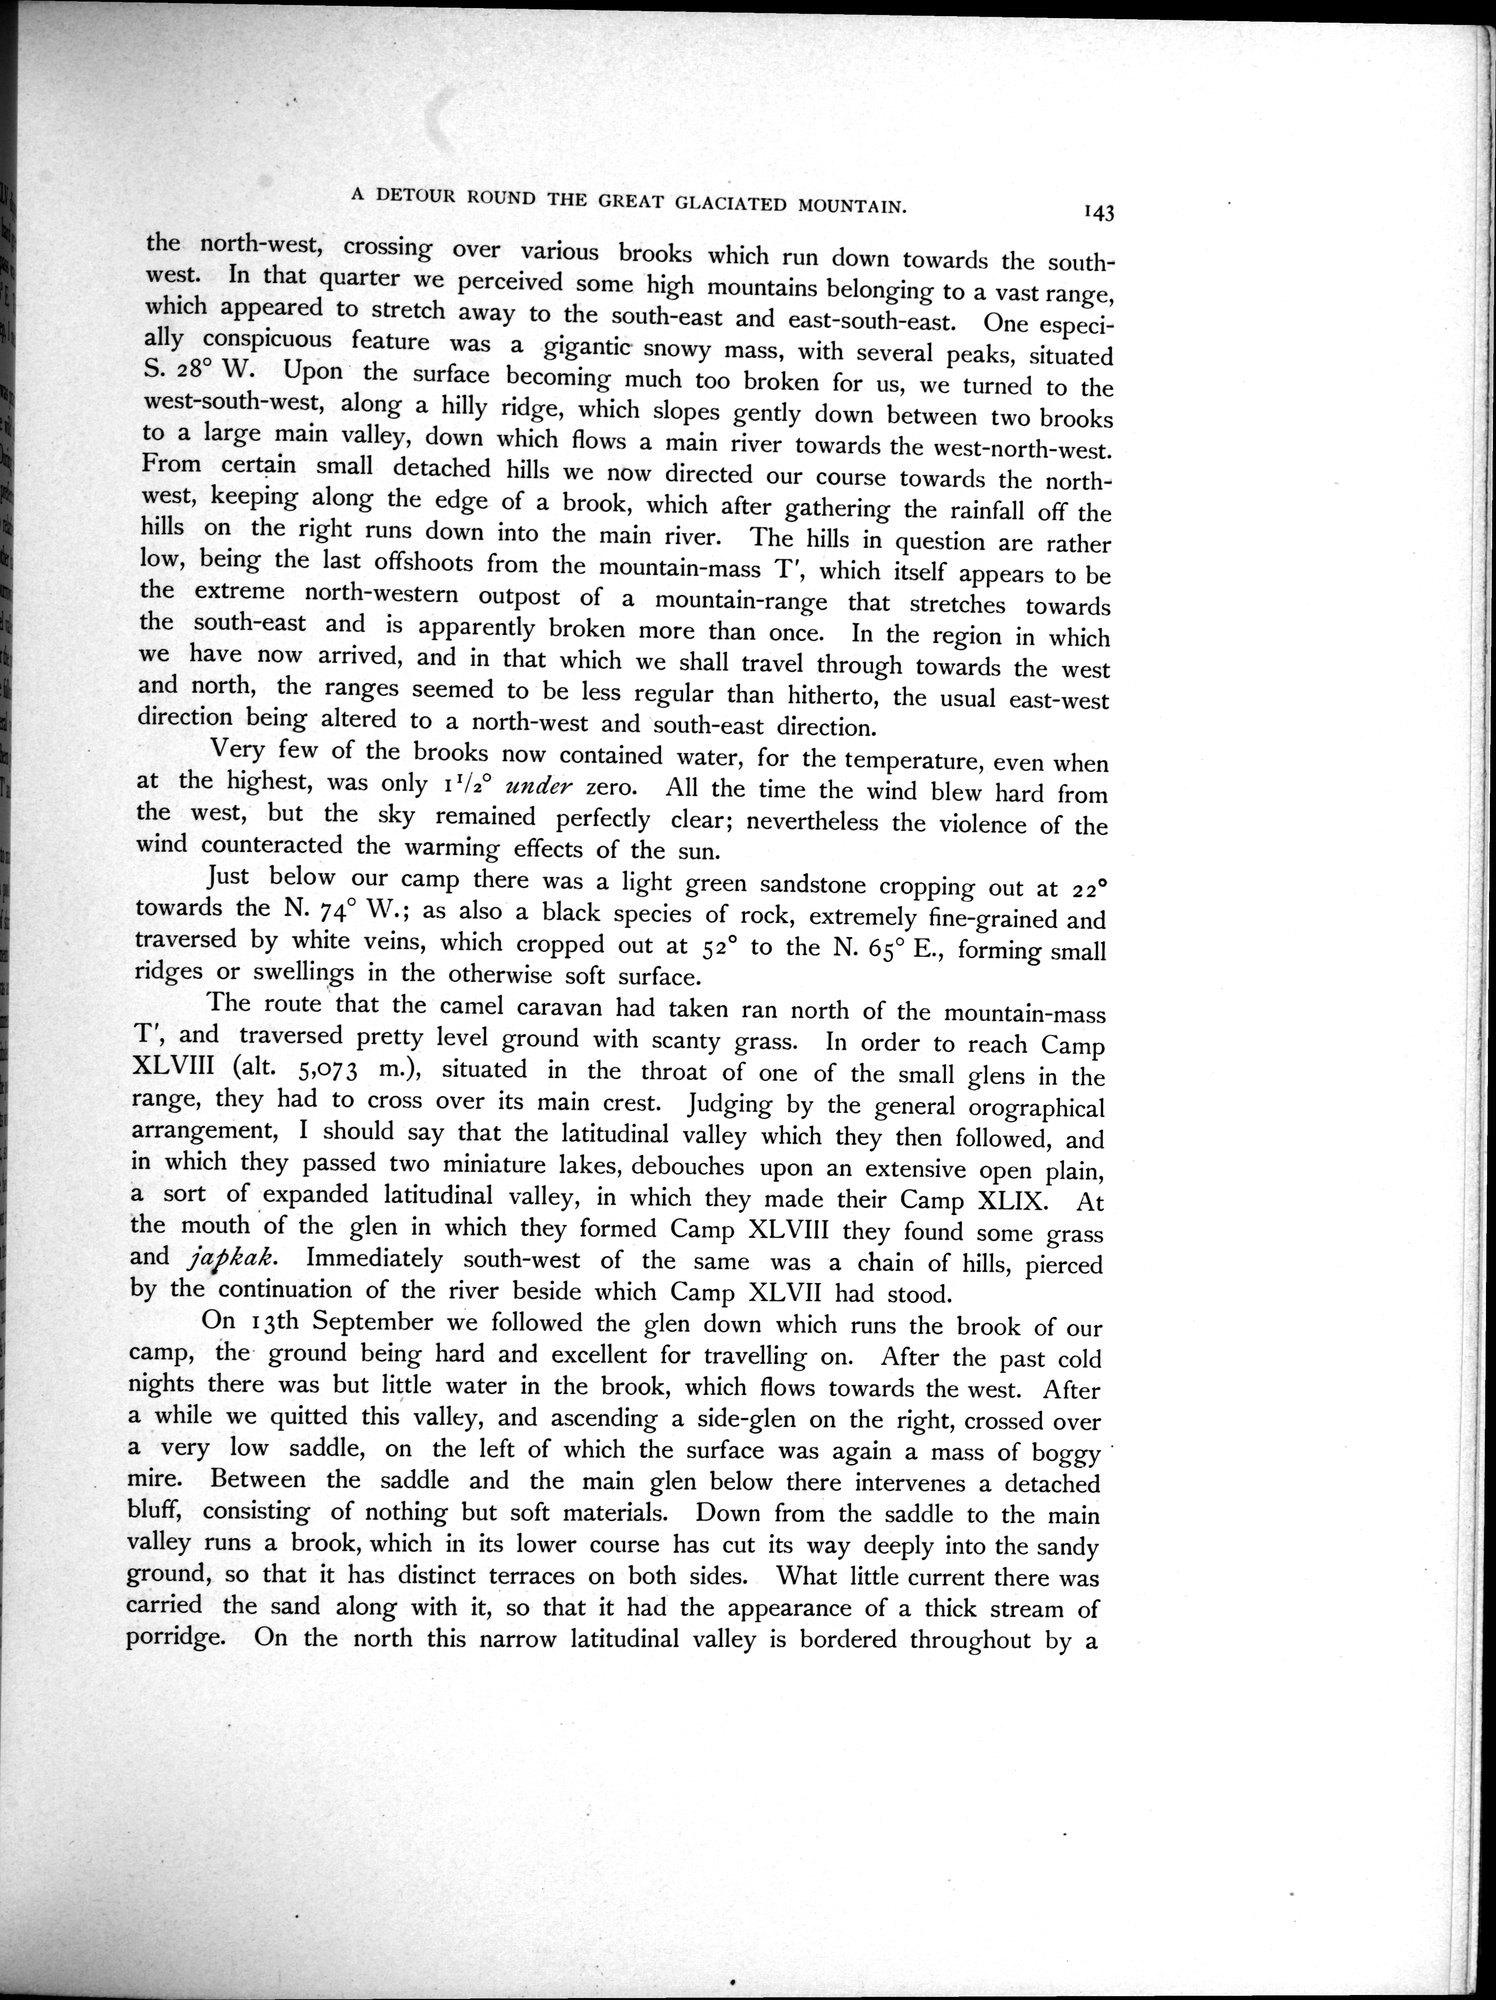 A DETOUR ROUND THE GREAT GLACIATED MOUNTAIN. 143
the north-west, crossing over various brooks which run down towards the south-
west. In that quarter we perceived some high mountains belonging to a vast range,
which appeared to stretch away to the south-east and east-south-east. One especi-
ally conspicuous feature was a gigantic snowy mass, with several peaks, situated
S. 28° W. Upon the surface becoming much too broken for us, we turned to the
west-south-west, along a hilly ridge, which slopes gently down between two brooks
to a large main valley, down which flows a main river towards the west-north-west.
From certain small detached hills we now directed our course towards the north-
west, keeping along the edge of a brook, which after gathering the rainfall off the
hills on the right runs down into the main river. The hills in question are rather
low, being the last offshoots from the mountain-mass T′, which itself appears to be
the extreme north-western outpost of a mountain-range that stretches towards
the south-east and is apparently broken more than once. In the region in which
we have now arrived, and in that which we shall travel through towards the west
and north, the ranges seemed to be less regular than hitherto, the usual east-west
direction being altered to a north-west and south-east direction.
Very few of the brooks now contained water, for the temperature, even when
at the highest, was only 1 1/2° under zero. All the time the wind blew hard from
the west, but the sky remained perfectly clear; nevertheless the violence of the
wind counteracted the warming effects of the sun.
Just below our camp there was a light green sandstone cropping out at 22°
towards the N. 74° W.; as also a black species of rock, extremely fine-grained and
traversed by white veins, which cropped out at 52° to the N. 65° E., forming small
ridges or swellings in the otherwise soft surface.
The route that the camel caravan had taken ran north of the mountain-mass
T′, and traversed pretty level ground with scanty grass. In order to reach Camp
XLVIII (alt. 5,073 m.), situated in the throat of one of the small glens in the
range, they had to cross over its main crest. Judging by the general orographical
arrangement, I should say that the latitudinal valley which they then followed, and
in which they passed two miniature lakes, debouches upon an extensive open plain,
a sort of expanded latitudinal valley, in which they made their Camp XLIX. At
the mouth of the glen in which they formed Camp XLVIII they found some grass
and japkak. Immediately south-west of the same was a chain of hills, pierced
by the continuation of the river beside which Camp XLVII had stood.
On 13th September we followed the glen down which runs the brook of our
camp, the ground being hard and excellent for travelling on. After the past cold
nights there was but little water in the brook, which flows towards the west. After
a while we quitted this valley, and ascending a side-glen on the right, crossed over
a very low saddle, on the left of which the surface was again a mass of boggy
mire. Between the saddle and the main glen below there intervenes a detached
bluff, consisting of nothing but soft materials. Down from the saddle to the main
valley runs a brook, which in its lower course has cut its way deeply into the sandy
ground, so that it has distinct terraces on both sides. What little current there was
carried the sand along with it, so that it had the appearance of a thick stream of
porridge. On the north this narrow latitudinal valley is bordered throughout by a